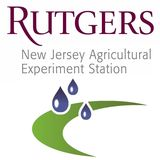 RUTGERS
New Jersey Agricultural
Experiment Station